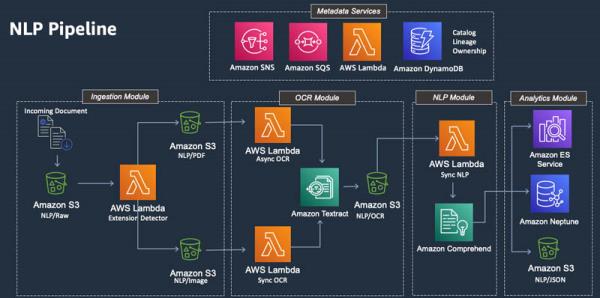 NLP Pipeline
Metadata Services
Amazon SNS
Amazon SQS
AWS Lambda
Amazon DynamoDB
Catalog
Lineage
Ownership
Ingestion Module
Incoming Document
Amazon S3
NLP/Raw
AWS Lambda
Extension Detector
Amazon S3
NLP/PDF
Amazon S3
NLP/Image
OCR Module
AWS Lambda
Async OCR
Amazon Textract
AWS Lambda
Sync OCR
Amazon S3
NLP/OCR
NLP Module
AWS Lambda
Sync NLP
Amazon Comprehend
Analytics Module
Amazon ES
Service
Amazon Neptune
Amazon S3
NLP/JSON